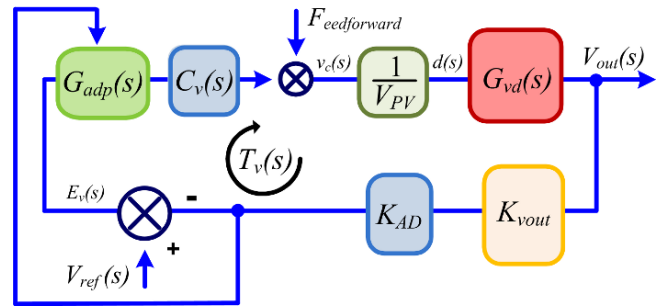 F_eedforward
G_adp(s)
C_v(s)
v_c(s)
1
V_PV
d(s)
G_vd(s)
V_out(s)
T_v(s)
E_v(s)
-
+
V_ref(s)
K_AD
K_vout